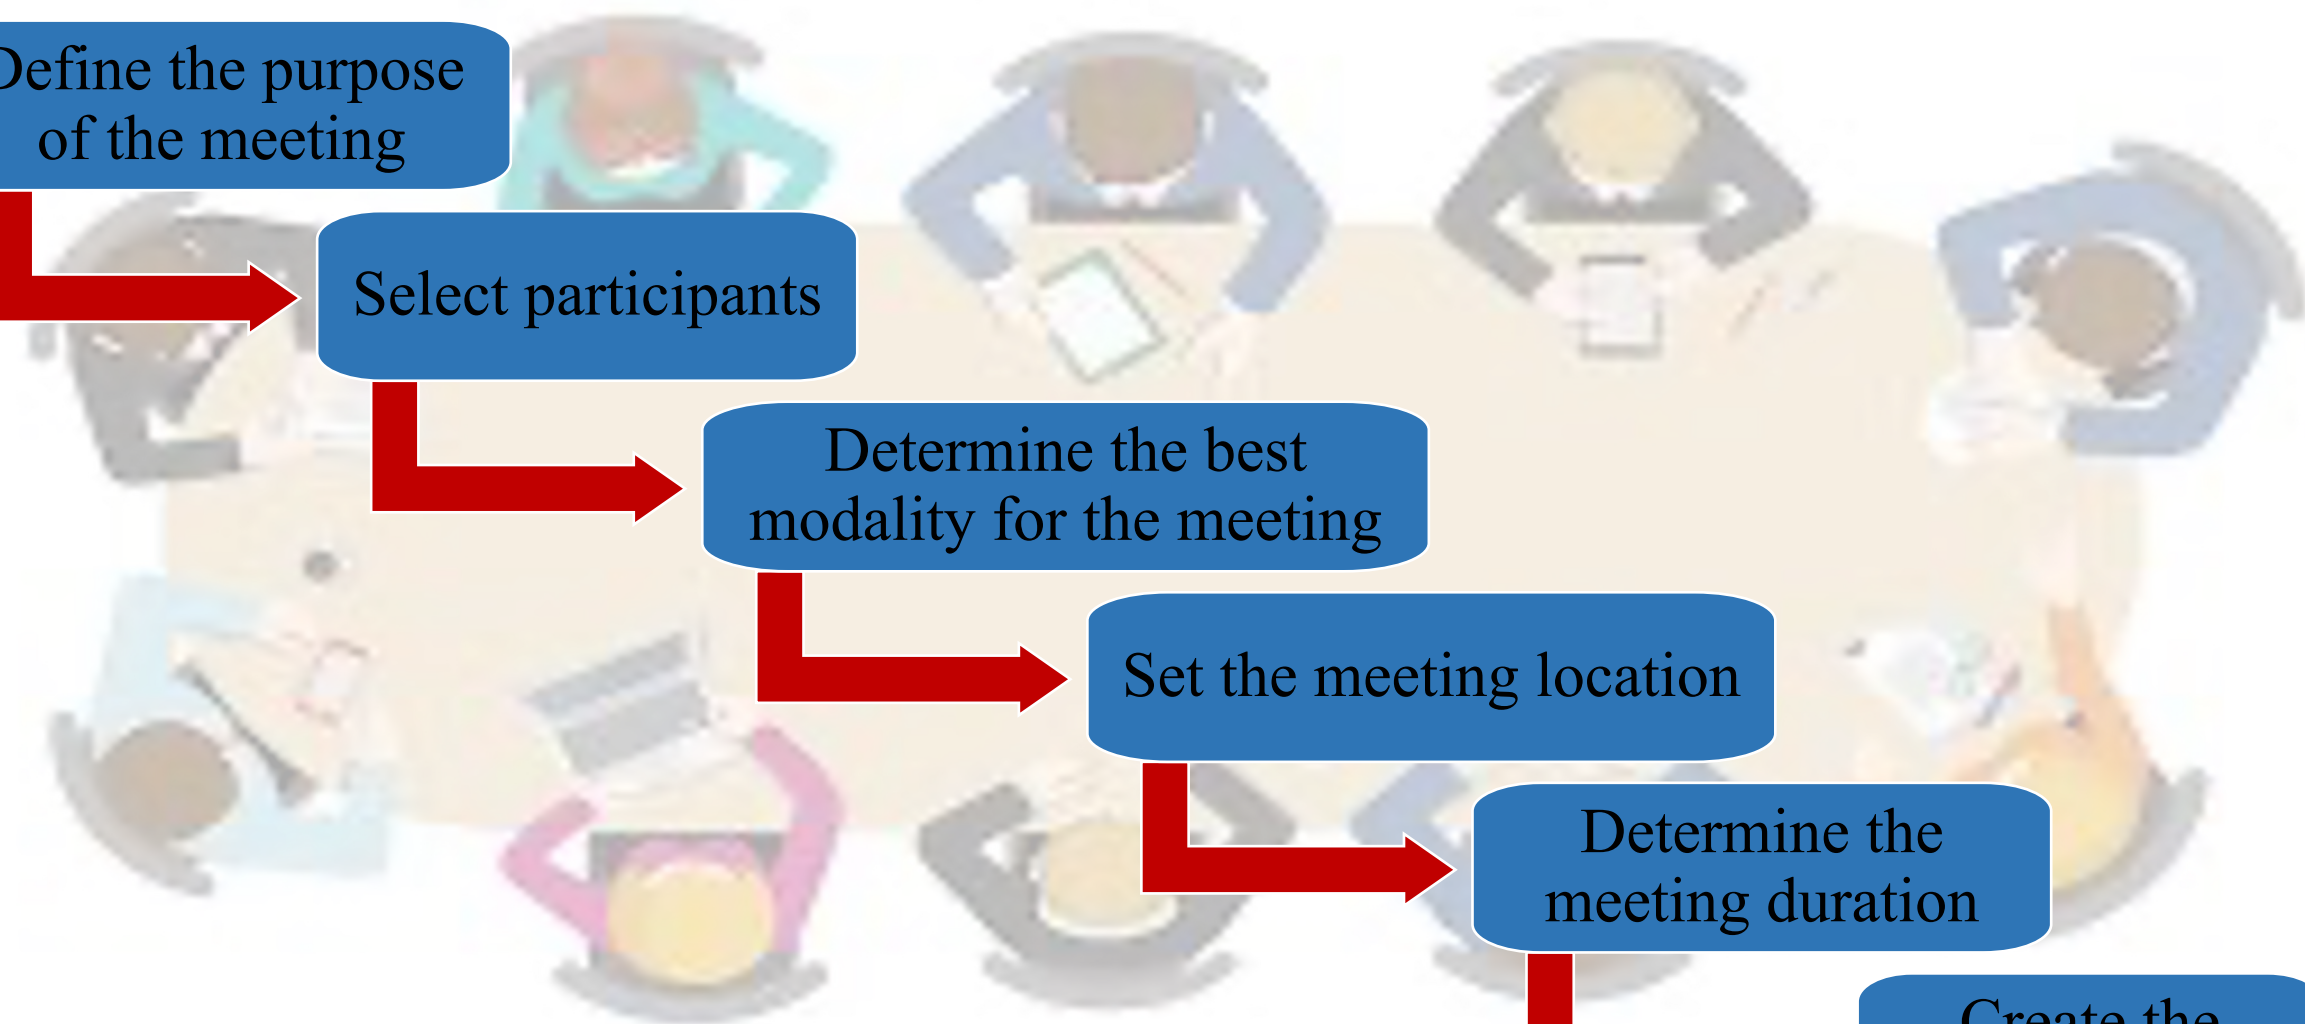 Define the purpose
of the meeting
Select participants
Determine the best
modality for the meeting
Set the meeting location
Determine the
meeting duration
Create the